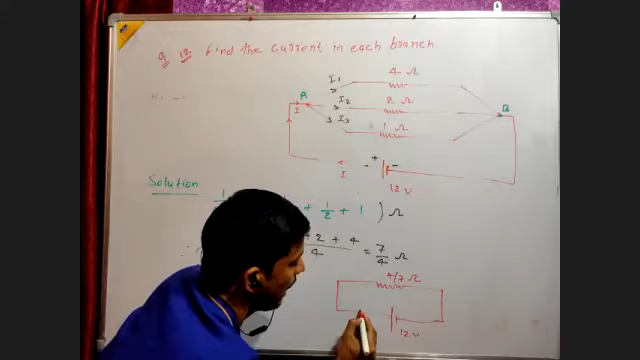 Q. 12 Find the current in each branch
4 Ω
I1
A
I2
2 Ω
B
I
I3
1 Ω
+ -
I
12 V
Solution
+ 1/2 + 1 ) Ω
+ 2 + 4 / 4 = 7/4 Ω
4/7 Ω
12 V